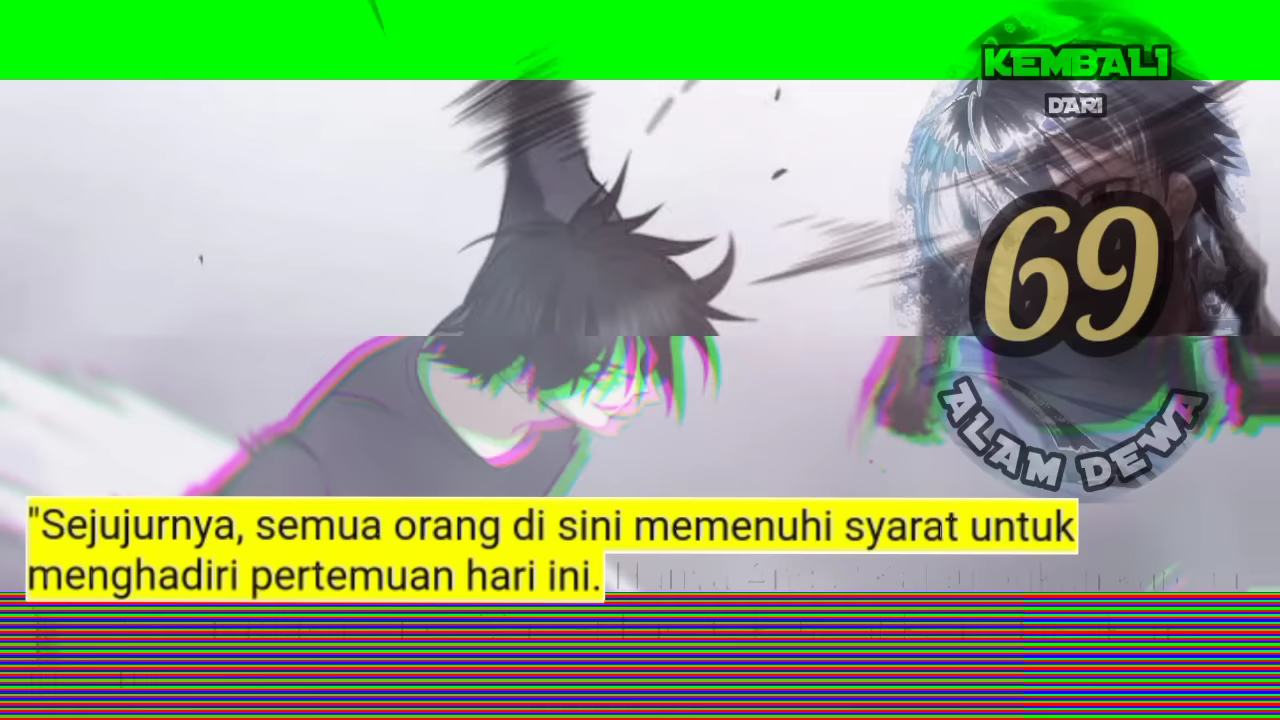 KEMBALI
DARI
69
ALAM DEWA
"Sejujurnya, semua orang di sini memenuhi syarat untuk
menghadiri pertemuan hari ini.